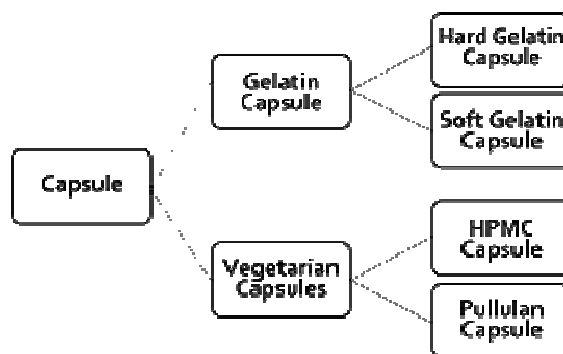 Capsule
Gelatin
Capsule
Hard Gelatin
Capsule
Soft Gelatin
Capsule
Vegetarian
Capsules
HPMC
Capsule
Pullulan
Capsule